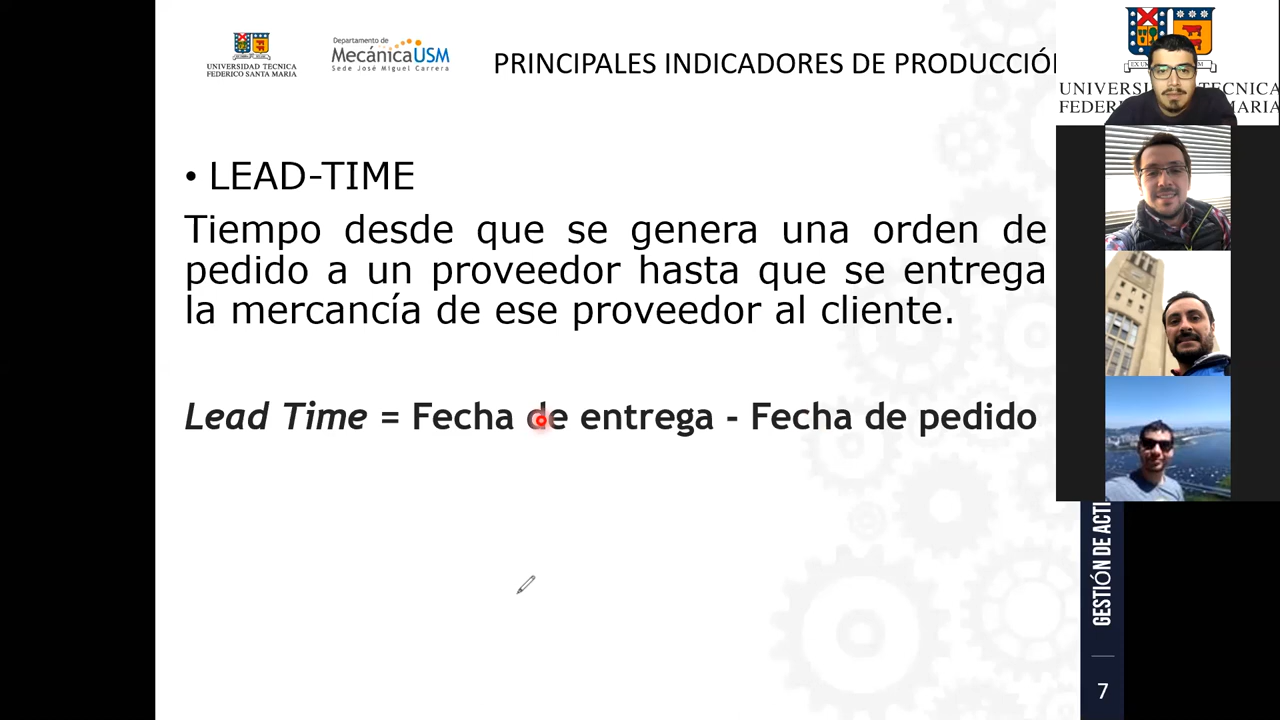 UNIVERSIDAD TECNICA
FEDERICO SANTA MARIA
Departamento de
MecánicaUSM
Sede José Miguel Carrera
PRINCIPALES INDICADORES DE PRODUCCIÓN
• LEAD-TIME
Tiempo desde que se genera una orden de
pedido a un proveedor hasta que se entrega
la mercancía de ese proveedor al cliente.
Lead Time = Fecha de entrega - Fecha de pedido
GESTIÓN DE ACTI
7